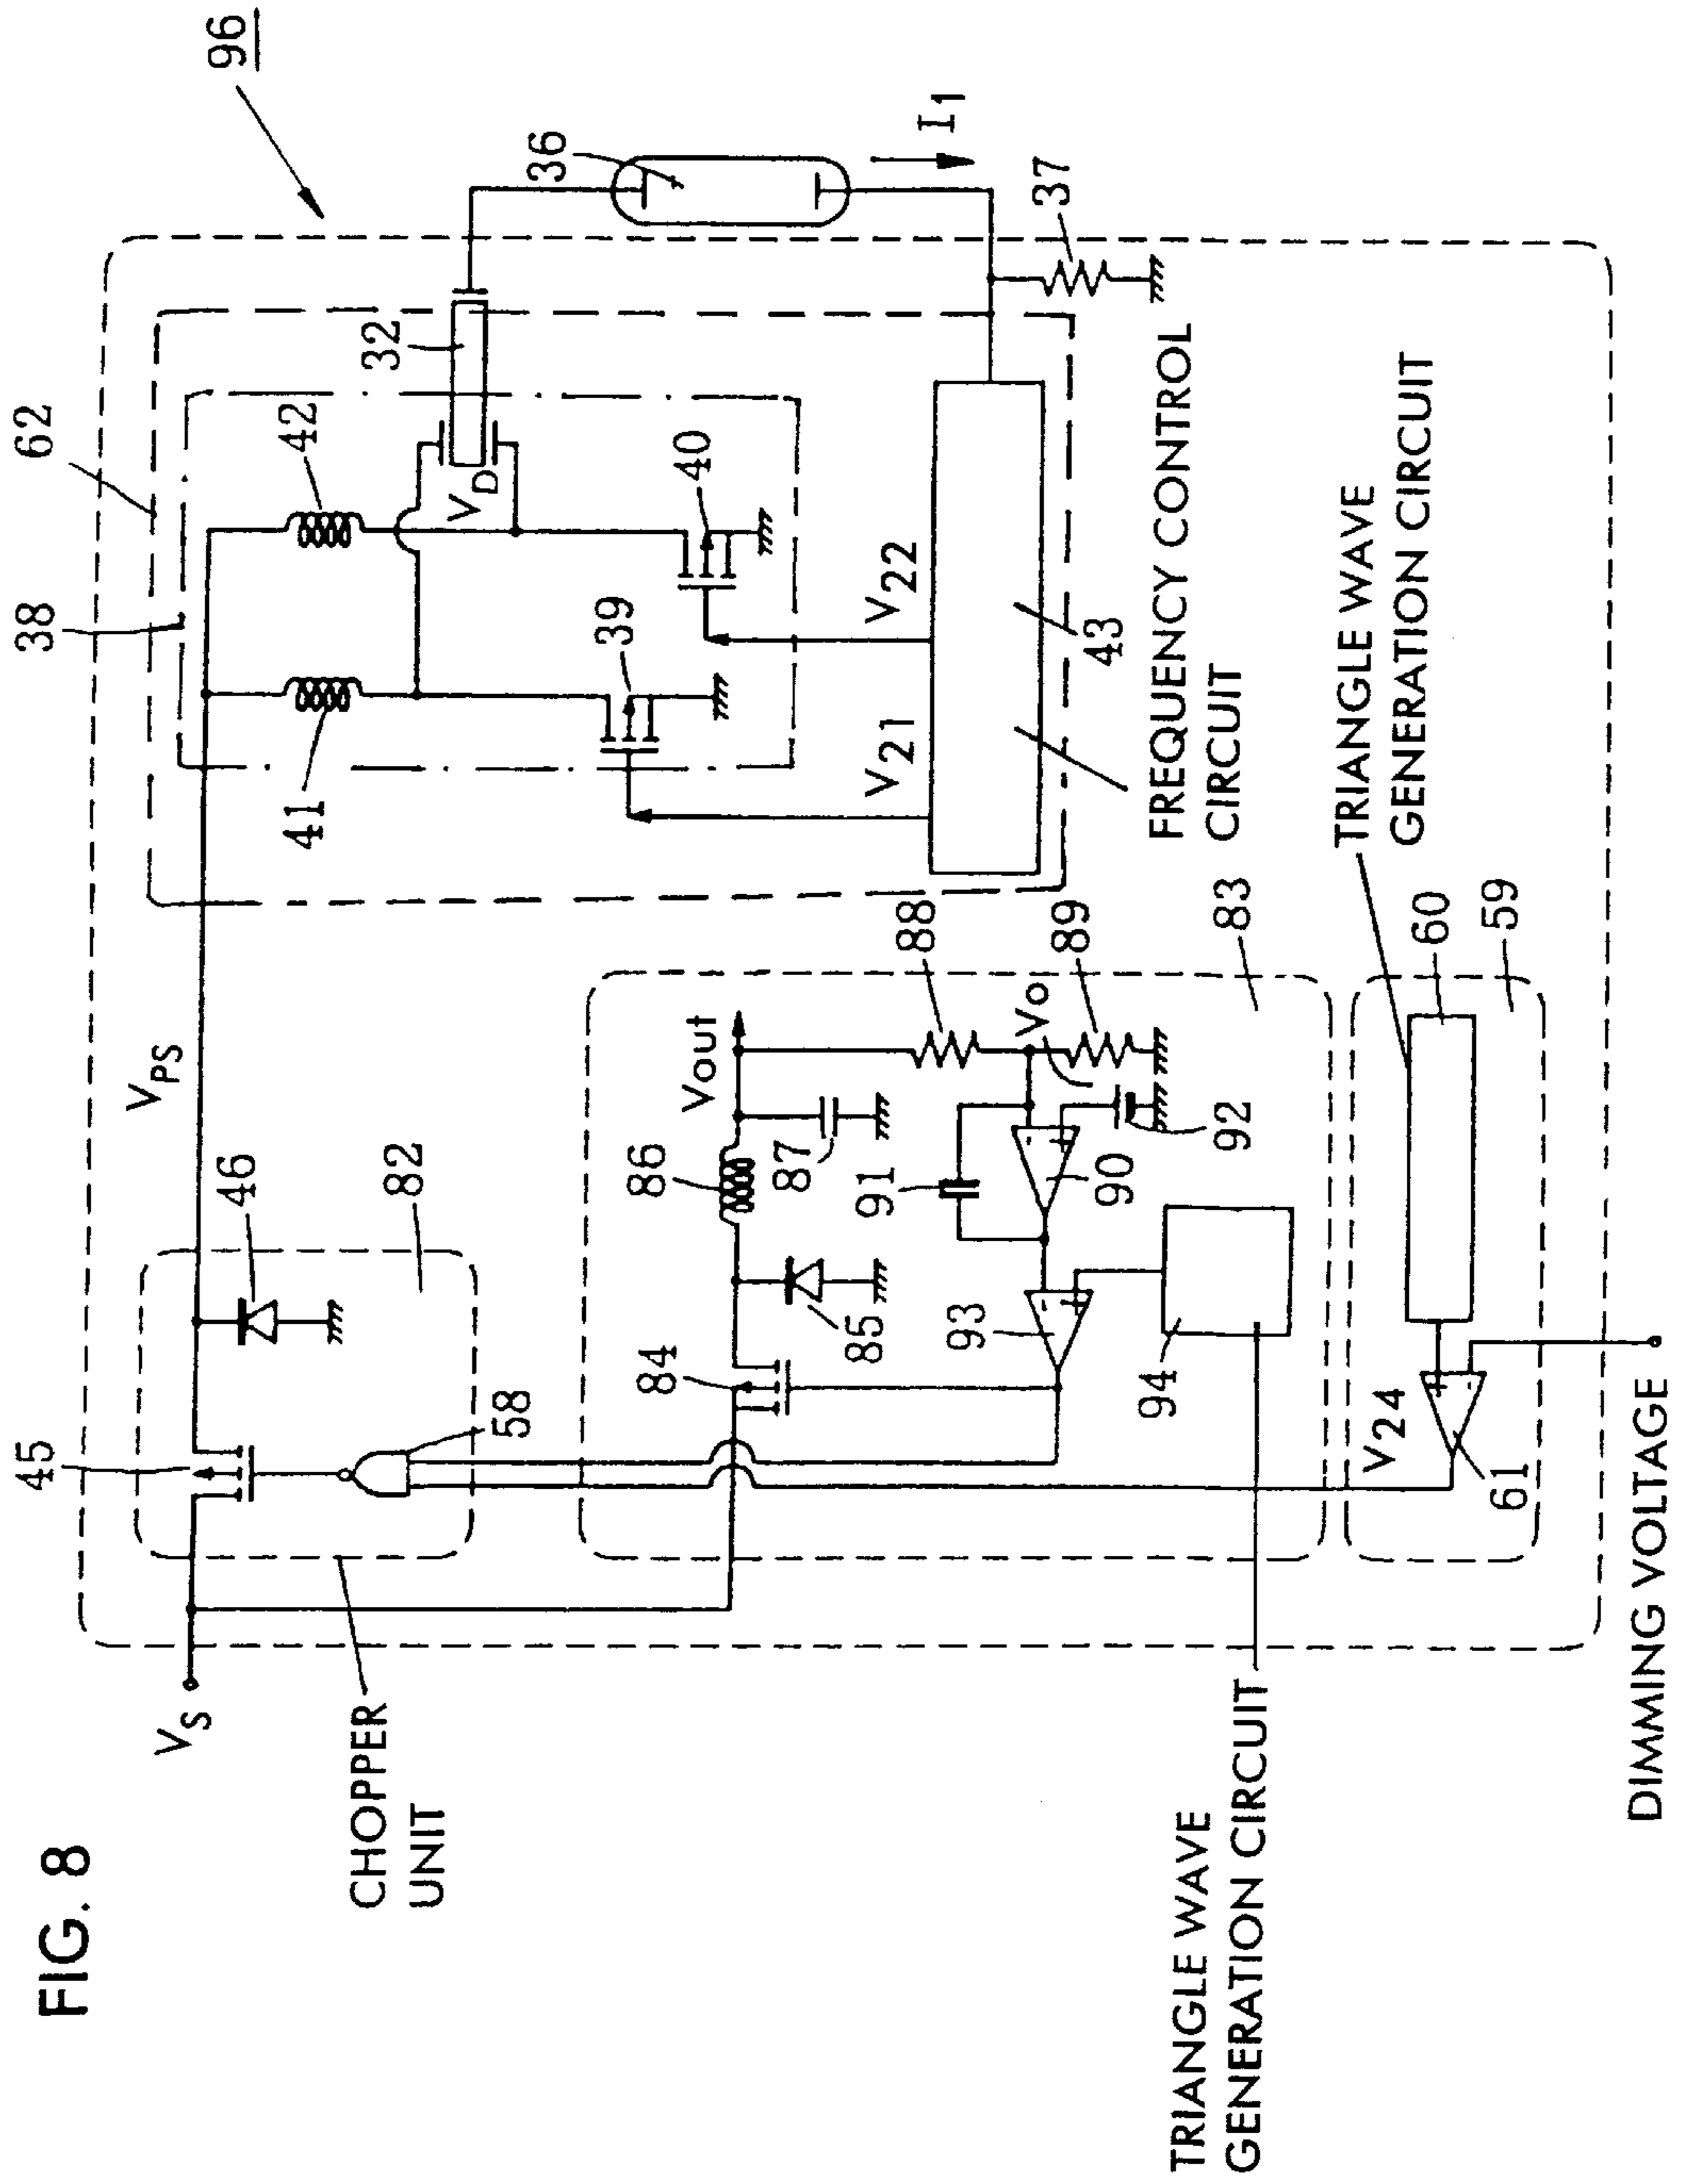 FIG. 8
96
62
38
VPS
VS
45
46
82
58
CHOPPER
UNIT
41
42
32
VD
39
40
36
I1
37
V21
V22
43
FREQUENCY CONTROL
CIRCUIT
Vout
84
85
86
87
88
89
Vo
90
91
92
93
94
83
TRIANGLE WAVE
GENERATION CIRCUIT
TRIANGLE WAVE
GENERATION CIRCUIT
60
59
61
V24
DIMMING VOLTAGE